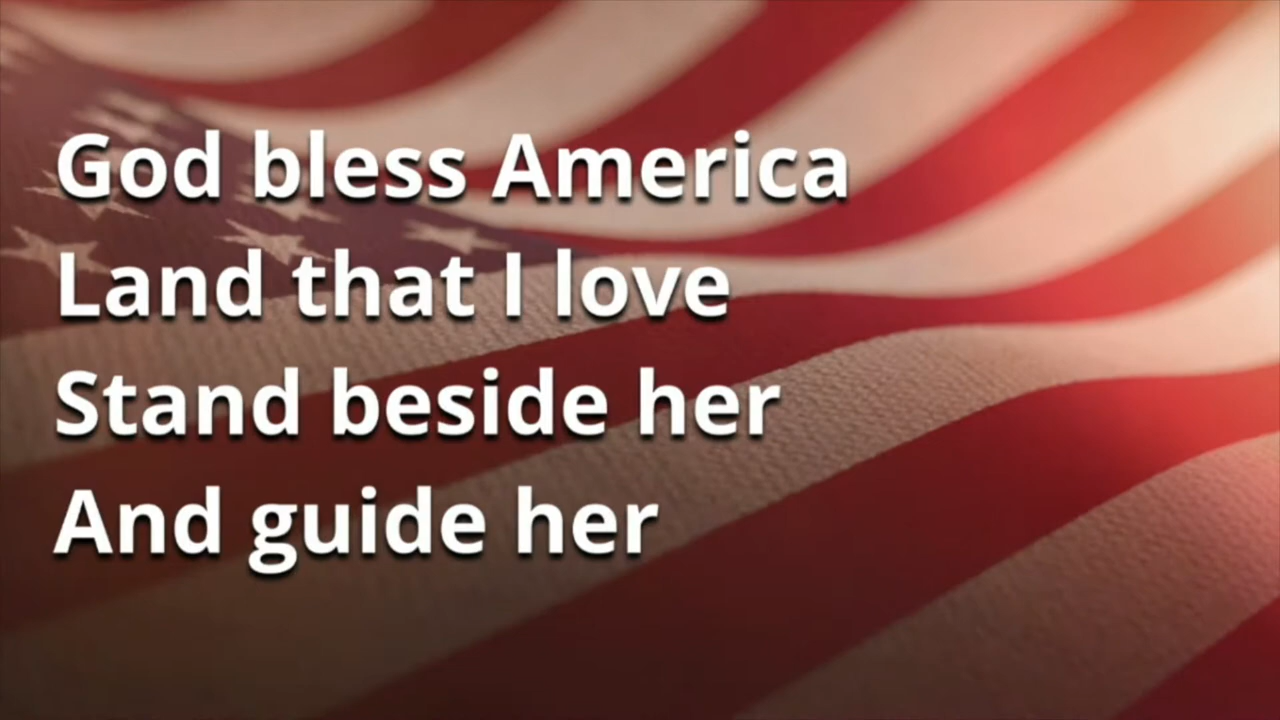 God bless America
Land that I love
Stand beside her
And guide her